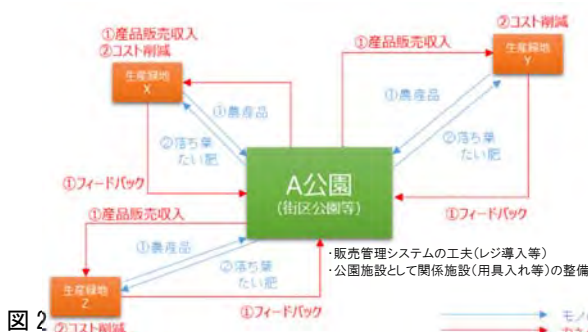 ②コスト削減
①産品販売収入
②コスト削減
①産品販売収入
生産緑地
X
生産緑地
Y
①農産品
①農産品
②落ち葉
たい肥
②落ち葉
たい肥
A公園
(街区公園等)
①フィードバック
①フィードバック
①産品販売収入
①農産品
②落ち葉
たい肥
・販売管理システムの工夫(レジ導入等)
・公園施設として関係施設(用具入れ等)の整備
生産緑地
Z
①フィードバック
図2
②コスト削減
モノ